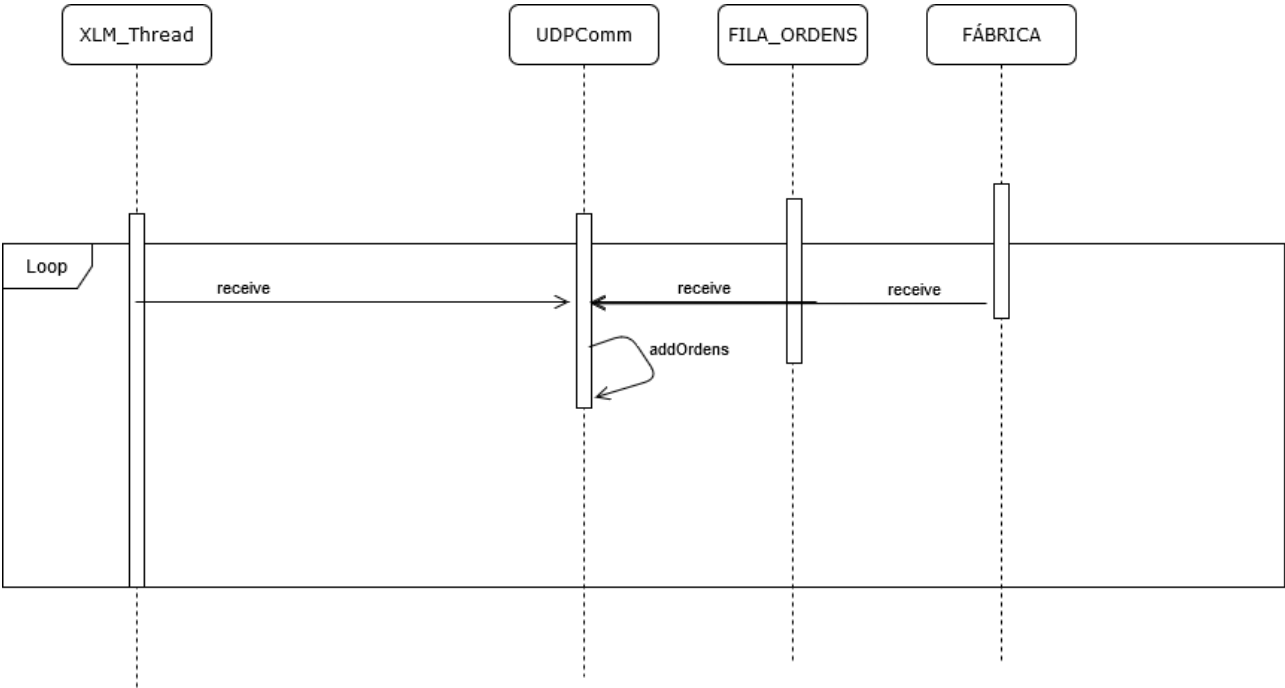 XLM_Thread
UDPComm
FILA_ORDENS
FÁBRICA
Loop
receive
receive
receive
addOrdens